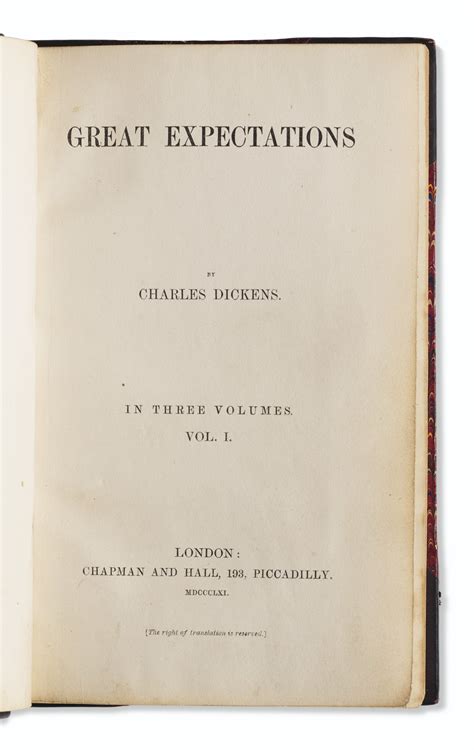 GREAT EXPECTATIONS
BY
CHARLES DICKENS.
IN THREE VOLUMES.
VOL. I.
LONDON:
CHAPMAN AND HALL, 193, PICCADILLY.
MDCCCLXI.
[The right of translation is reserved.]